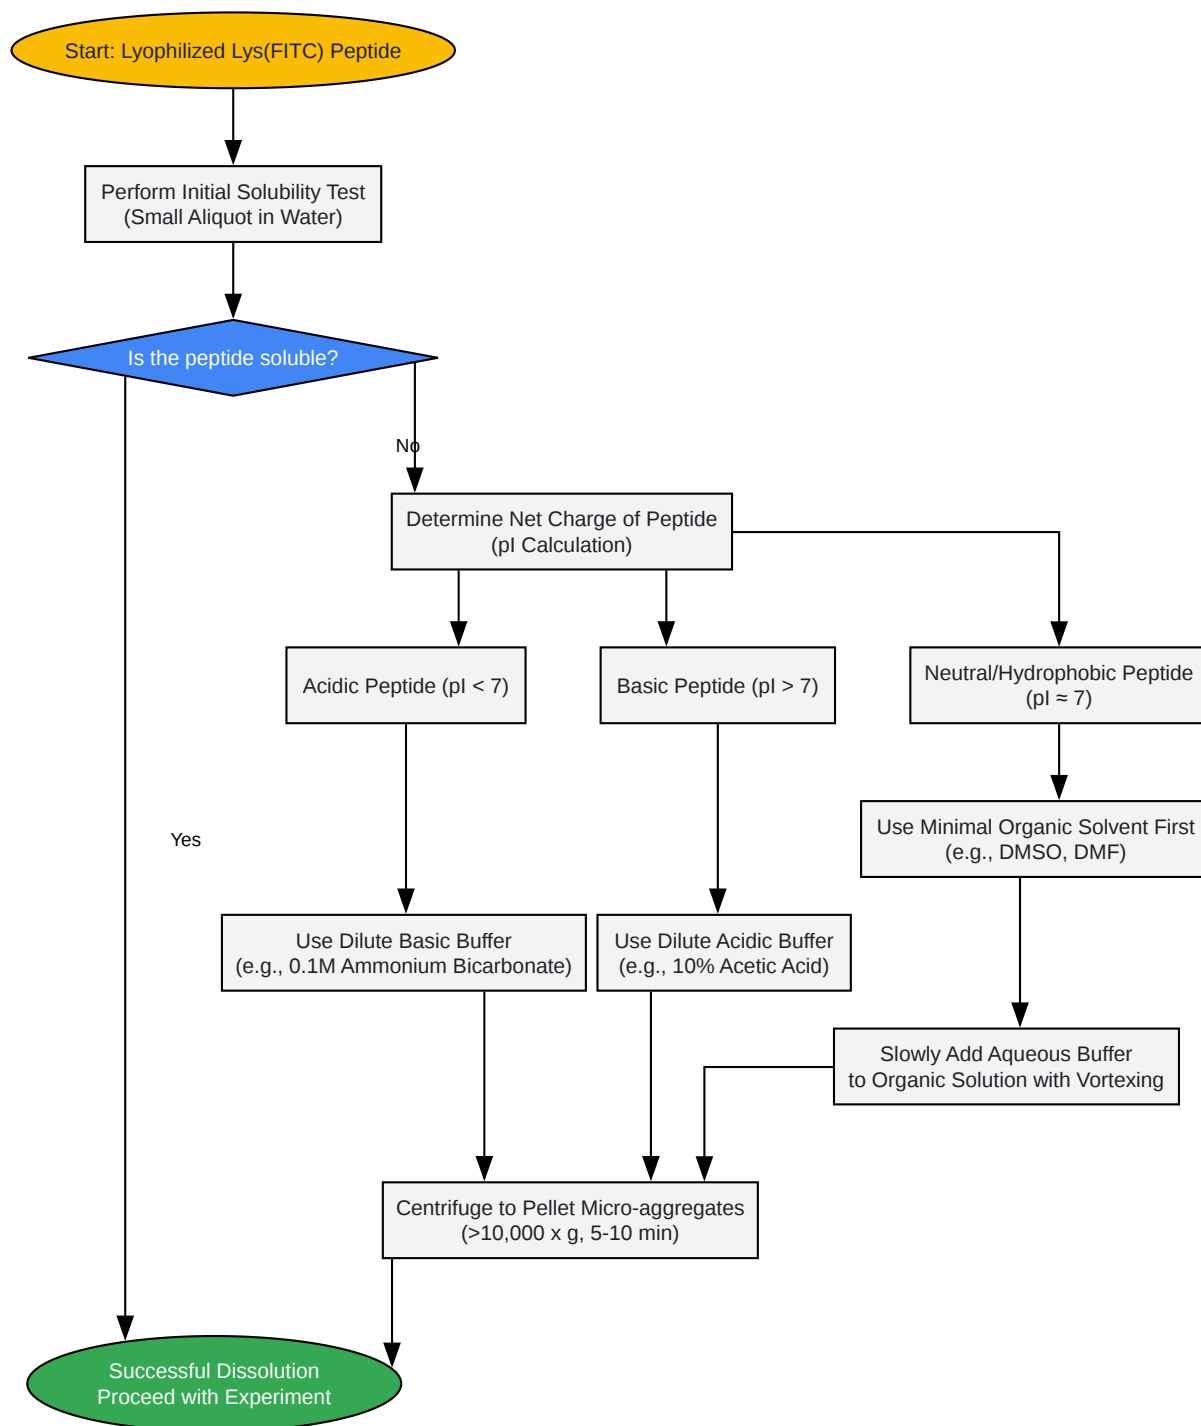 Start: Lyophilized Lys(FITC) Peptide
Perform Initial Solubility Test
(Small Aliquot in Water)
Is the peptide soluble?
No
Determine Net Charge of Peptide
(pI Calculation)
Acidic Peptide (pI < 7)
Basic Peptide (pI > 7)
Neutral/Hydrophobic Peptide
(pI ≈ 7)
Use Minimal Organic Solvent First
(e.g., DMSO, DMF)
Yes
Use Dilute Basic Buffer
(e.g., 0.1M Ammonium Bicarbonate)
Use Dilute Acidic Buffer
(e.g., 10% Acetic Acid)
Slowly Add Aqueous Buffer
to Organic Solution with Vortexing
Centrifuge to Pellet Micro-aggregates
(>10,000 x g, 5-10 min)
Successful Dissolution
Proceed with Experiment